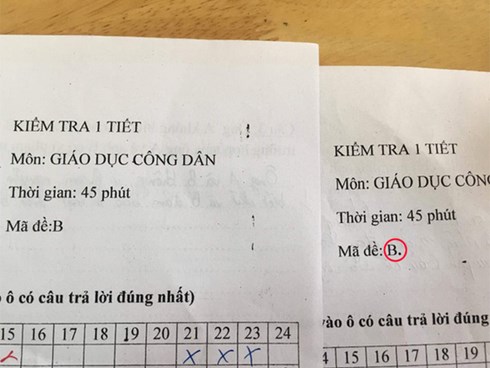 KIỂM TRA 1 TIẾT
Môn: GIÁO DỤC CÔNG DÂN
Thời gian: 45 phút
Mã đề:B
ô có câu trả lời đúng nhất)
15 16 17 18 19 20 21 22 23 24
X X X
KIỂM TRA 1 TIẾT
Môn: GIÁO DỤC CÔNG
Thời gian: 45 phút
Mã đề: B.
vào ô có câu trả lời đúng
15 16 17 18